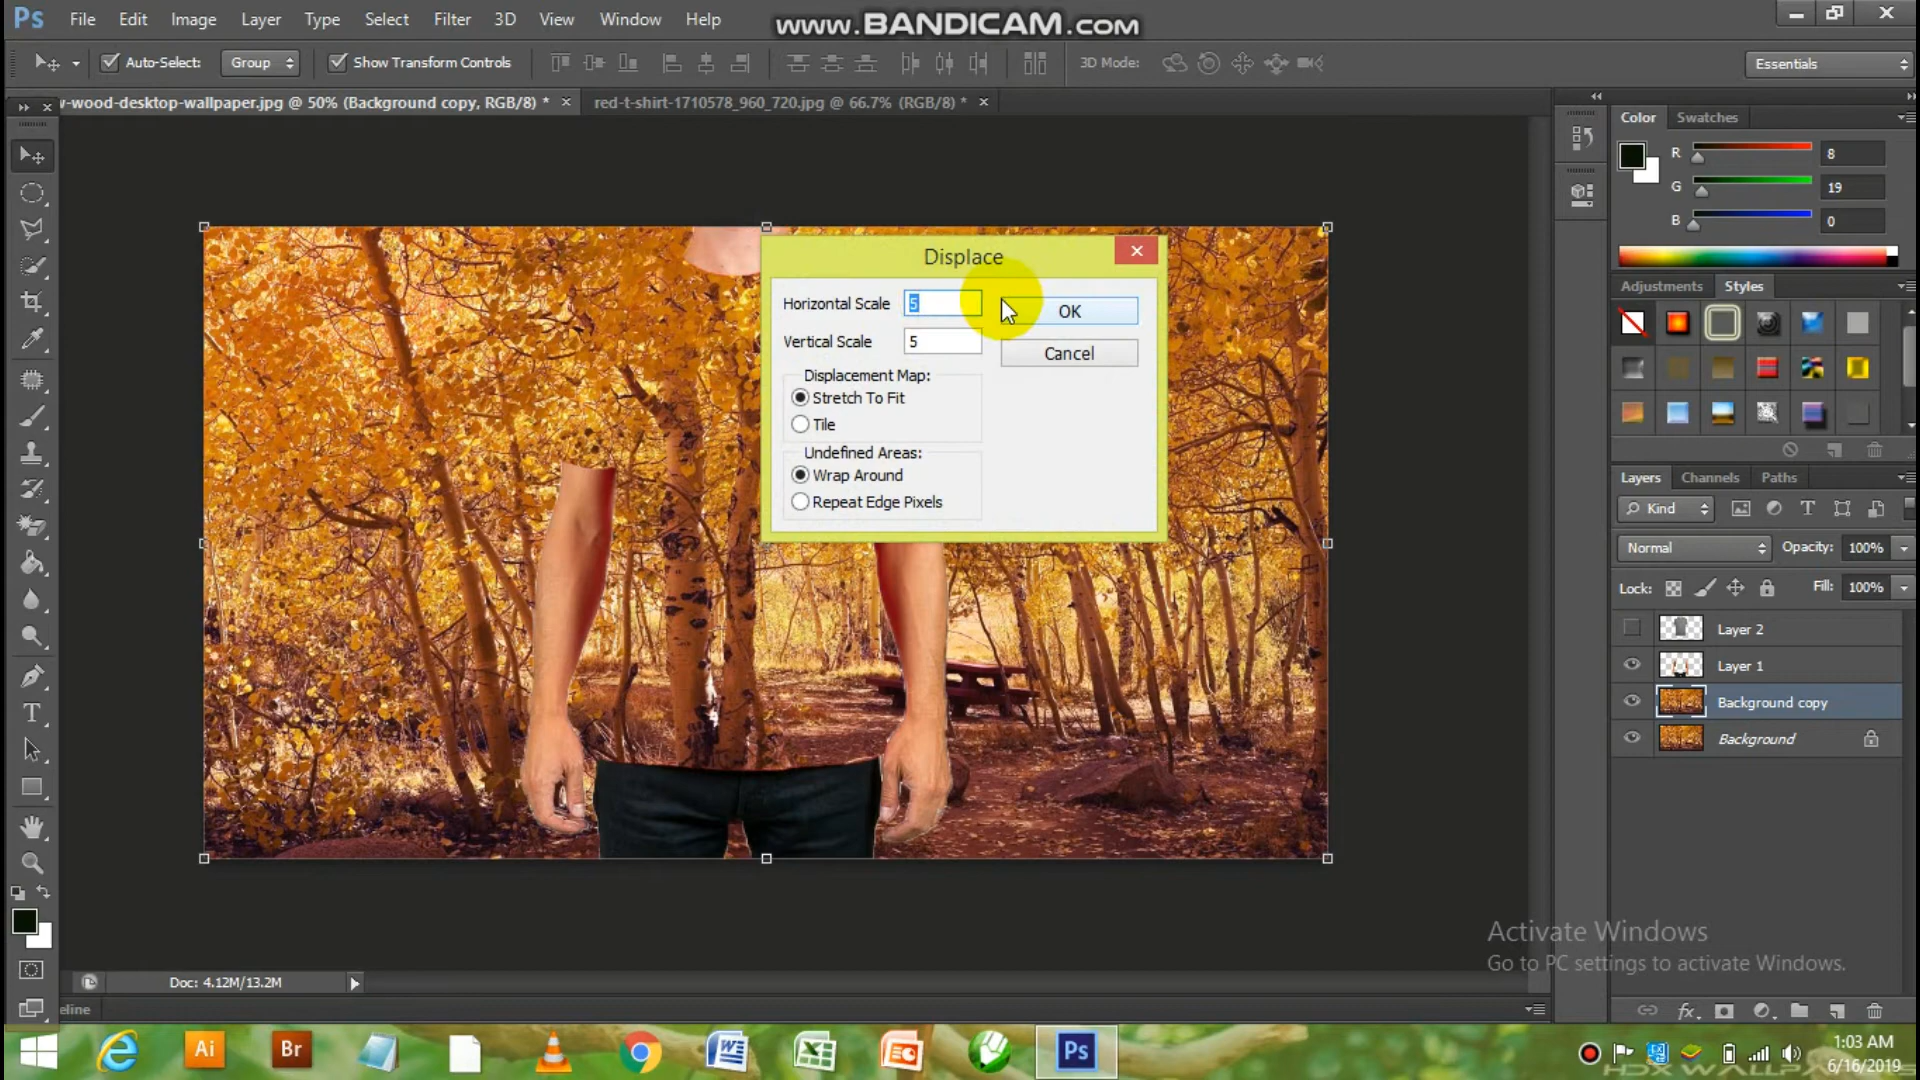 Ps File Edit Image Layer Type Select Filter 3D View Window Help
www.BANDICAM.com
Auto-Select: Group Show Transform Controls 3D Mode: Essentials
w-wood-desktop-wallpaper.jpg @ 50% (Background copy, RGB/8) * × red-t-shirt-1710578_960_720.jpg @ 66.7% (RGB/8) * ×
Color Swatches
R 8
G 19
B 0
Displace
Horizontal Scale 5 OK
Vertical Scale 5 Cancel
Displacement Map:
Stretch To Fit
Tile
Undefined Areas:
Wrap Around
Repeat Edge Pixels
Adjustments Styles
Layers Channels Paths
Kind
Normal Opacity: 100%
Lock: Fill: 100%
Layer 2
Layer 1
Background copy
Background
Activate Windows
Go to PC settings to activate Windows.
Doc: 4.12M/13.2M
eline
fx
Ai Br Ps
1:03 AM
6/16/2019
HDX WALLPA